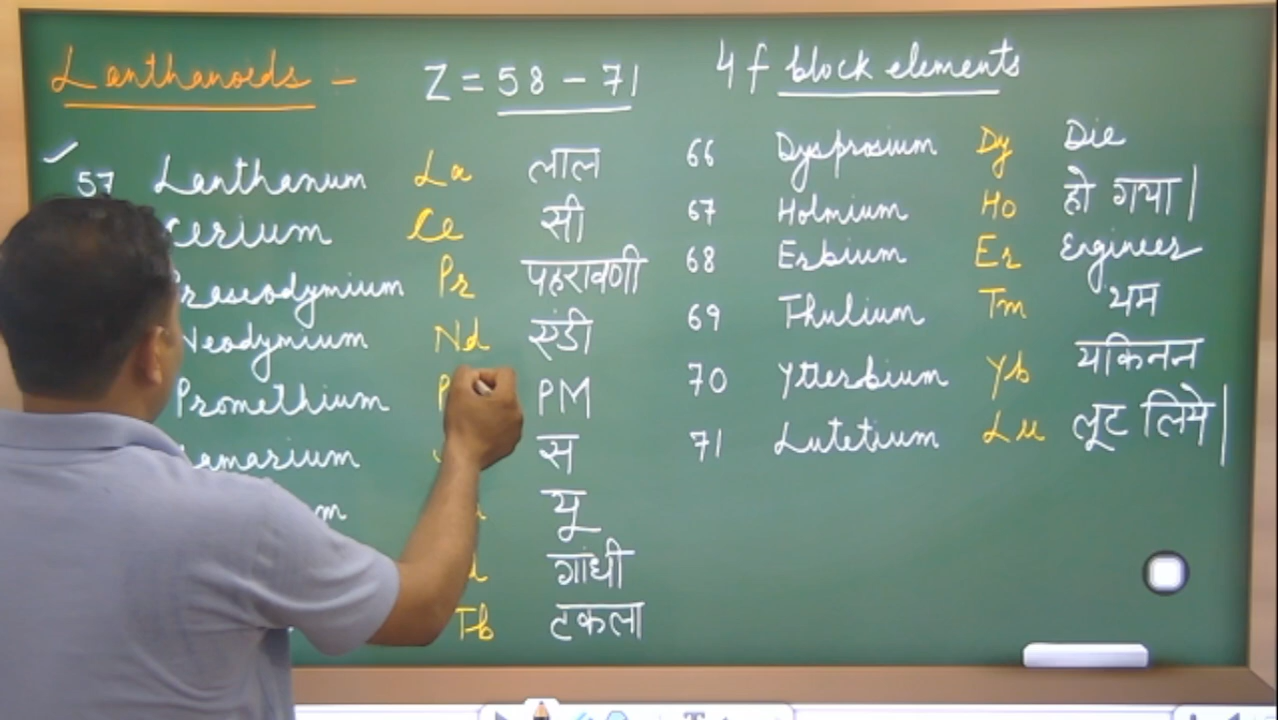 Lanthanoids - Z = 58 - 71 4f block elements
57 Lanthanum La लाल
Cerium Ce सी
Praseodymium Pr पहरावणी
Neodymium Nd एंडी
Promethium P PM
amarium स
m यू
गांधी
Tb टकला
66 Dysprosium Dy Die
67 Holmium Ho हो गया|
68 Erbium Er Engineer
69 Thulium Tm यम
70 Ytterbium Yb यकिनन
71 Lutetium Lu लूट लिये|